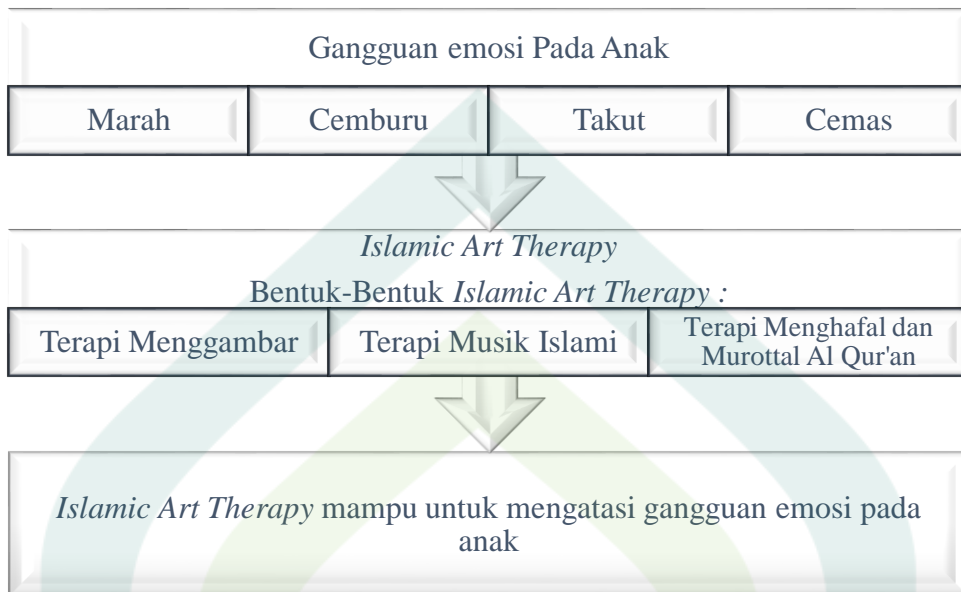 Gangguan emosi Pada Anak
Marah
Cemburu
Takut
Cemas
Islamic Art Therapy
Bentuk-Bentuk Islamic Art Therapy :
Terapi Menggambar
Terapi Musik Islami
Terapi Menghafal dan
Murottal Al Qur'an
Islamic Art Therapy mampu untuk mengatasi gangguan emosi pada
anak